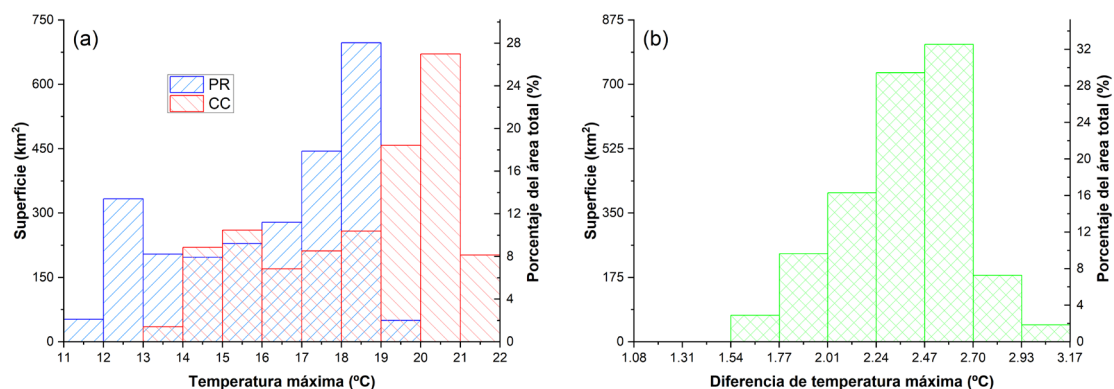 (a)
PR
CC
Superficie (km²)
750
600
450
300
150
0
11 12 13 14 15 16 17 18 19 20 21 22
Temperatura máxima (ºC)
28
24
20
16
12
8
4
0
Porcentaje del área total (%)
(b)
Superficie (km²)
875
700
525
350
175
0
1.08 1.31 1.54 1.77 2.01 2.24 2.47 2.70 2.93 3.17
Diferencia de temperatura máxima (ºC)
32
28
24
20
16
12
8
4
0
Porcentaje del área total (%)